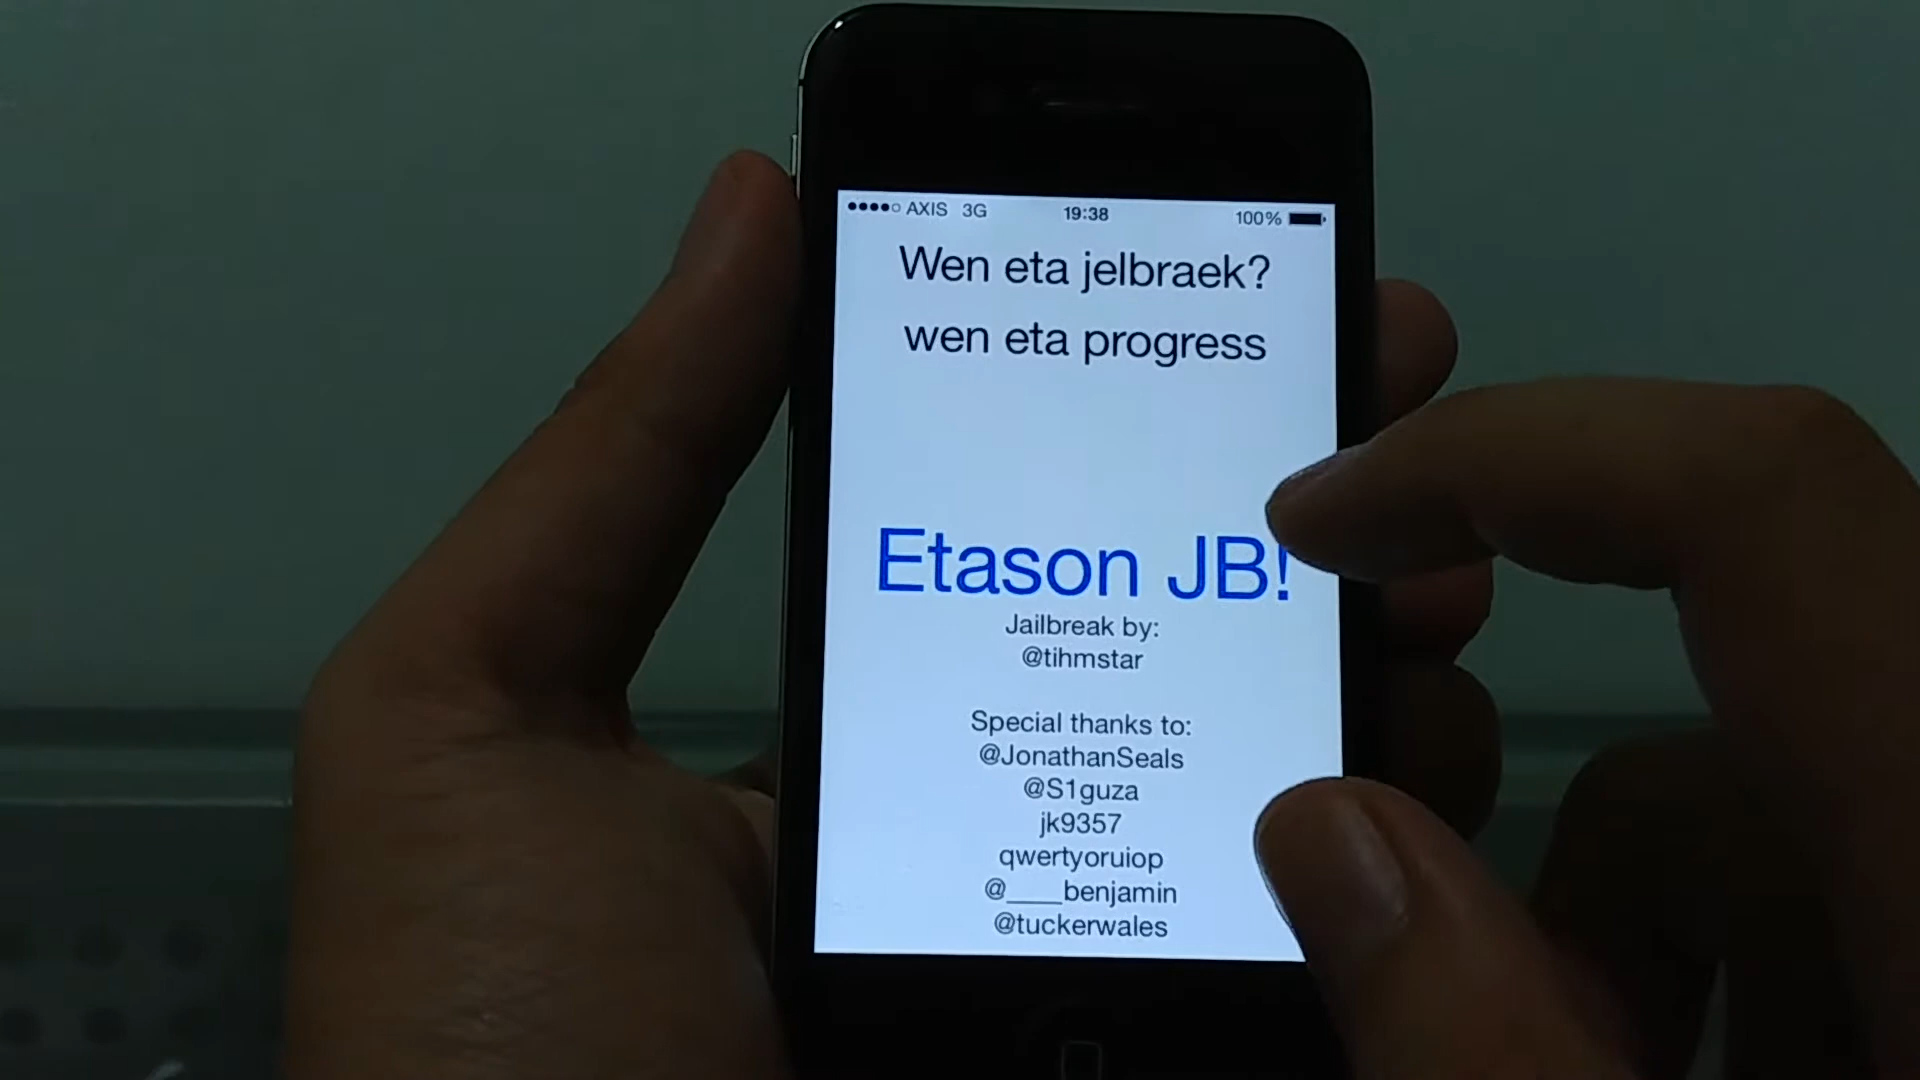 AXIS 3G 19:38 100%
Wen eta jelbraek?
wen eta progress
Etason JB!
Jailbreak by:
@tihmstar
Special thanks to:
@JonathanSeals
@S1guza
jk9357
qwertyoruiop
@____benjamin
@tuckerwales